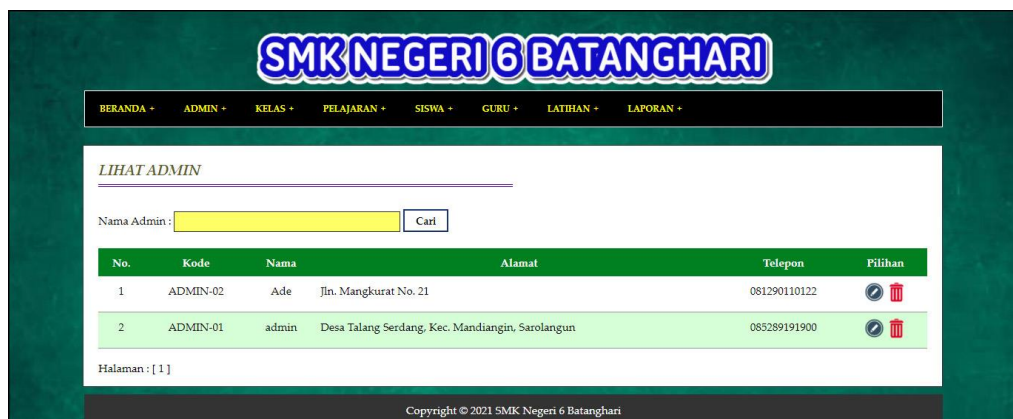 SMK NEGERI 6 BATANGHARI
BERANDA + ADMIN + KELAS + PELAJARAN + SISWA + GURU + LATIHAN + LAPORAN +
LIHAT ADMIN
Nama Admin : Cari
No. Kode Nama Alamat Telepon Pilihan
1 ADMIN-02 Ade Jln. Mangkurat No. 21 081290110122
2 ADMIN-01 admin Desa Talang Serdang, Kec. Mandiangin, Sarolangun 085289191900
Halaman : [ 1 ]
Copyright © 2021 SMK Negeri 6 Batanghari